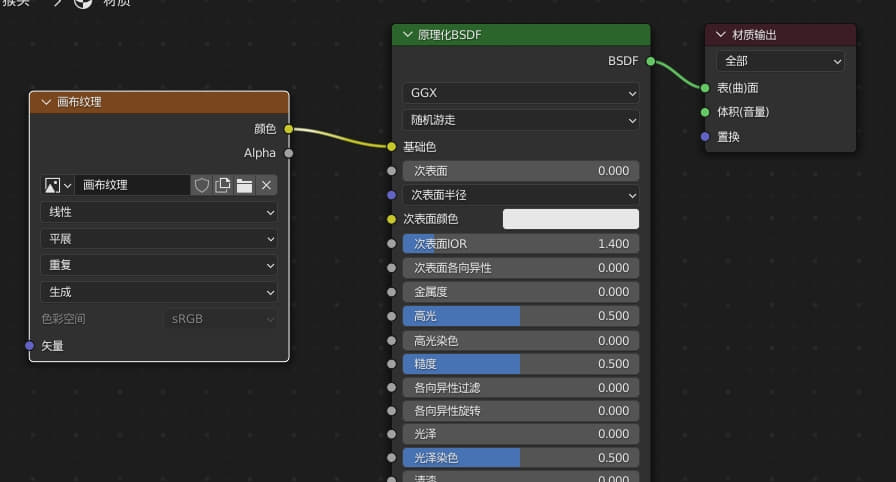 猴头 材质
画布纹理
颜色
Alpha
画布纹理
线性
平展
重复
生成
色彩空间 sRGB
矢量
原理化BSDF
BSDF
GGX
随机游走
基础色
次表面 0.000
次表面半径
次表面颜色
次表面IOR 1.400
次表面各向异性 0.000
金属度 0.000
高光 0.500
高光染色 0.000
糙度 0.500
各向异性过滤 0.000
各向异性旋转 0.000
光泽 0.000
光泽染色 0.500
清漆 0.000
材质输出
全部
表(曲)面
体积(音量)
置换